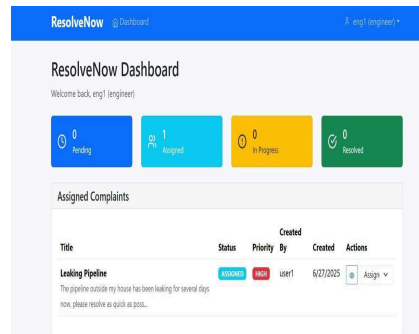 ResolveNow Dashboard eng1 (engineer)
ResolveNow Dashboard
Welcome back, eng1 (engineer)
0 1 0 0
Pending Assigned In Progress Resolved
Assigned Complaints
Created
Title Status Priority By Created Actions
Leaking Pipeline ASSIGNED HIGH user1 6/27/2025 Assign
The pipeline outside my house has been leaking for several days
now, please resolve as quick as poss...